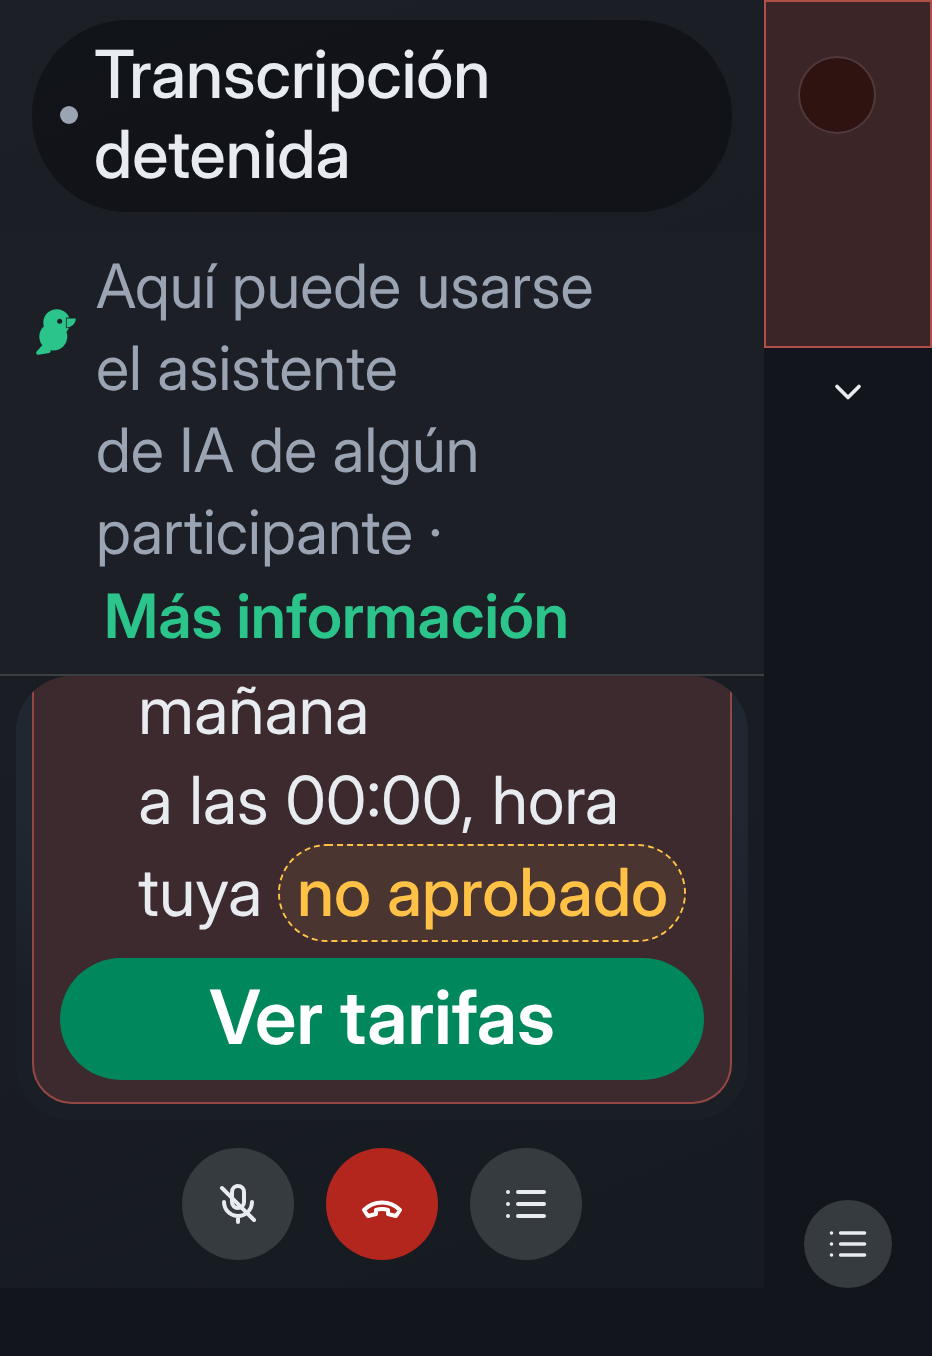 Transcripción
detenida
Aquí puede usarse
el asistente
de IA de algún
participante ·
Más información
mañana
a las 00:00, hora
tuya no aprobado
Ver tarifas